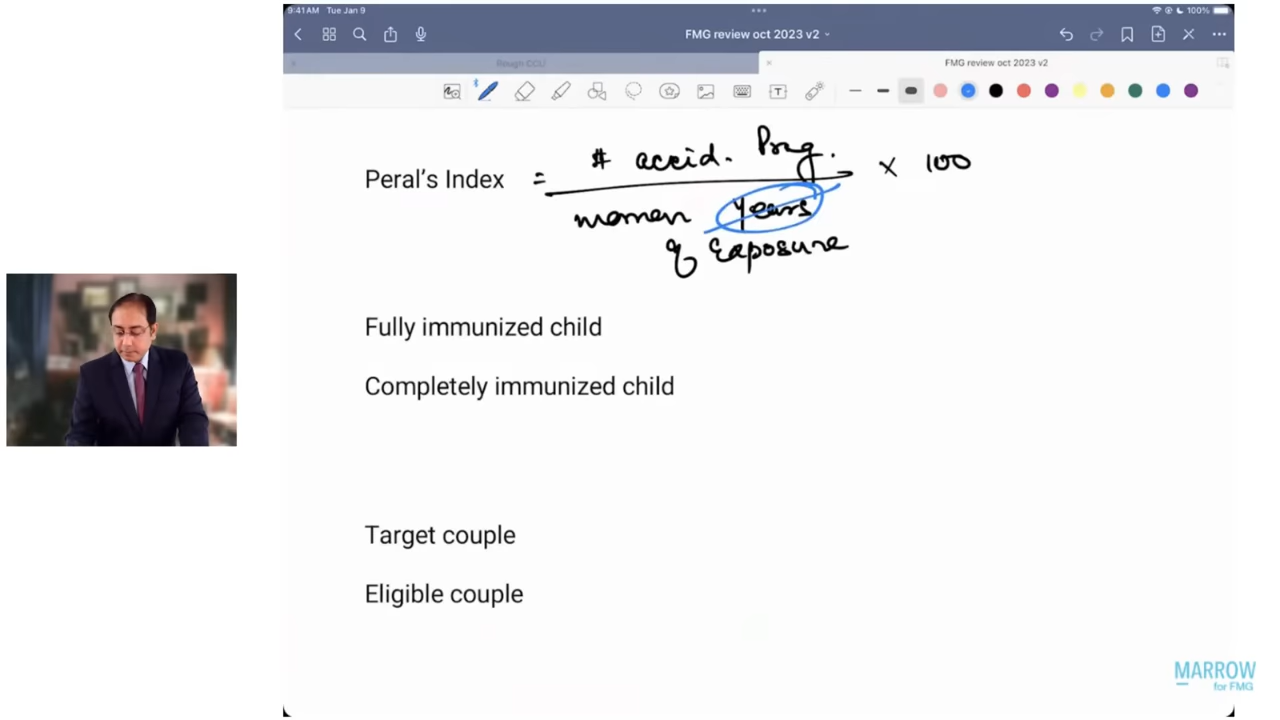 9:41 AM Tue Jan 9
100%
FMG review oct 2023 v2
Rough CCLI
FMG review oct 2023 v2
T
# accid. Preg.
Peral's Index = × 100
women years
of Exposure
Fully immunized child
Completely immunized child
Target couple
Eligible couple
MARROW
for FMG